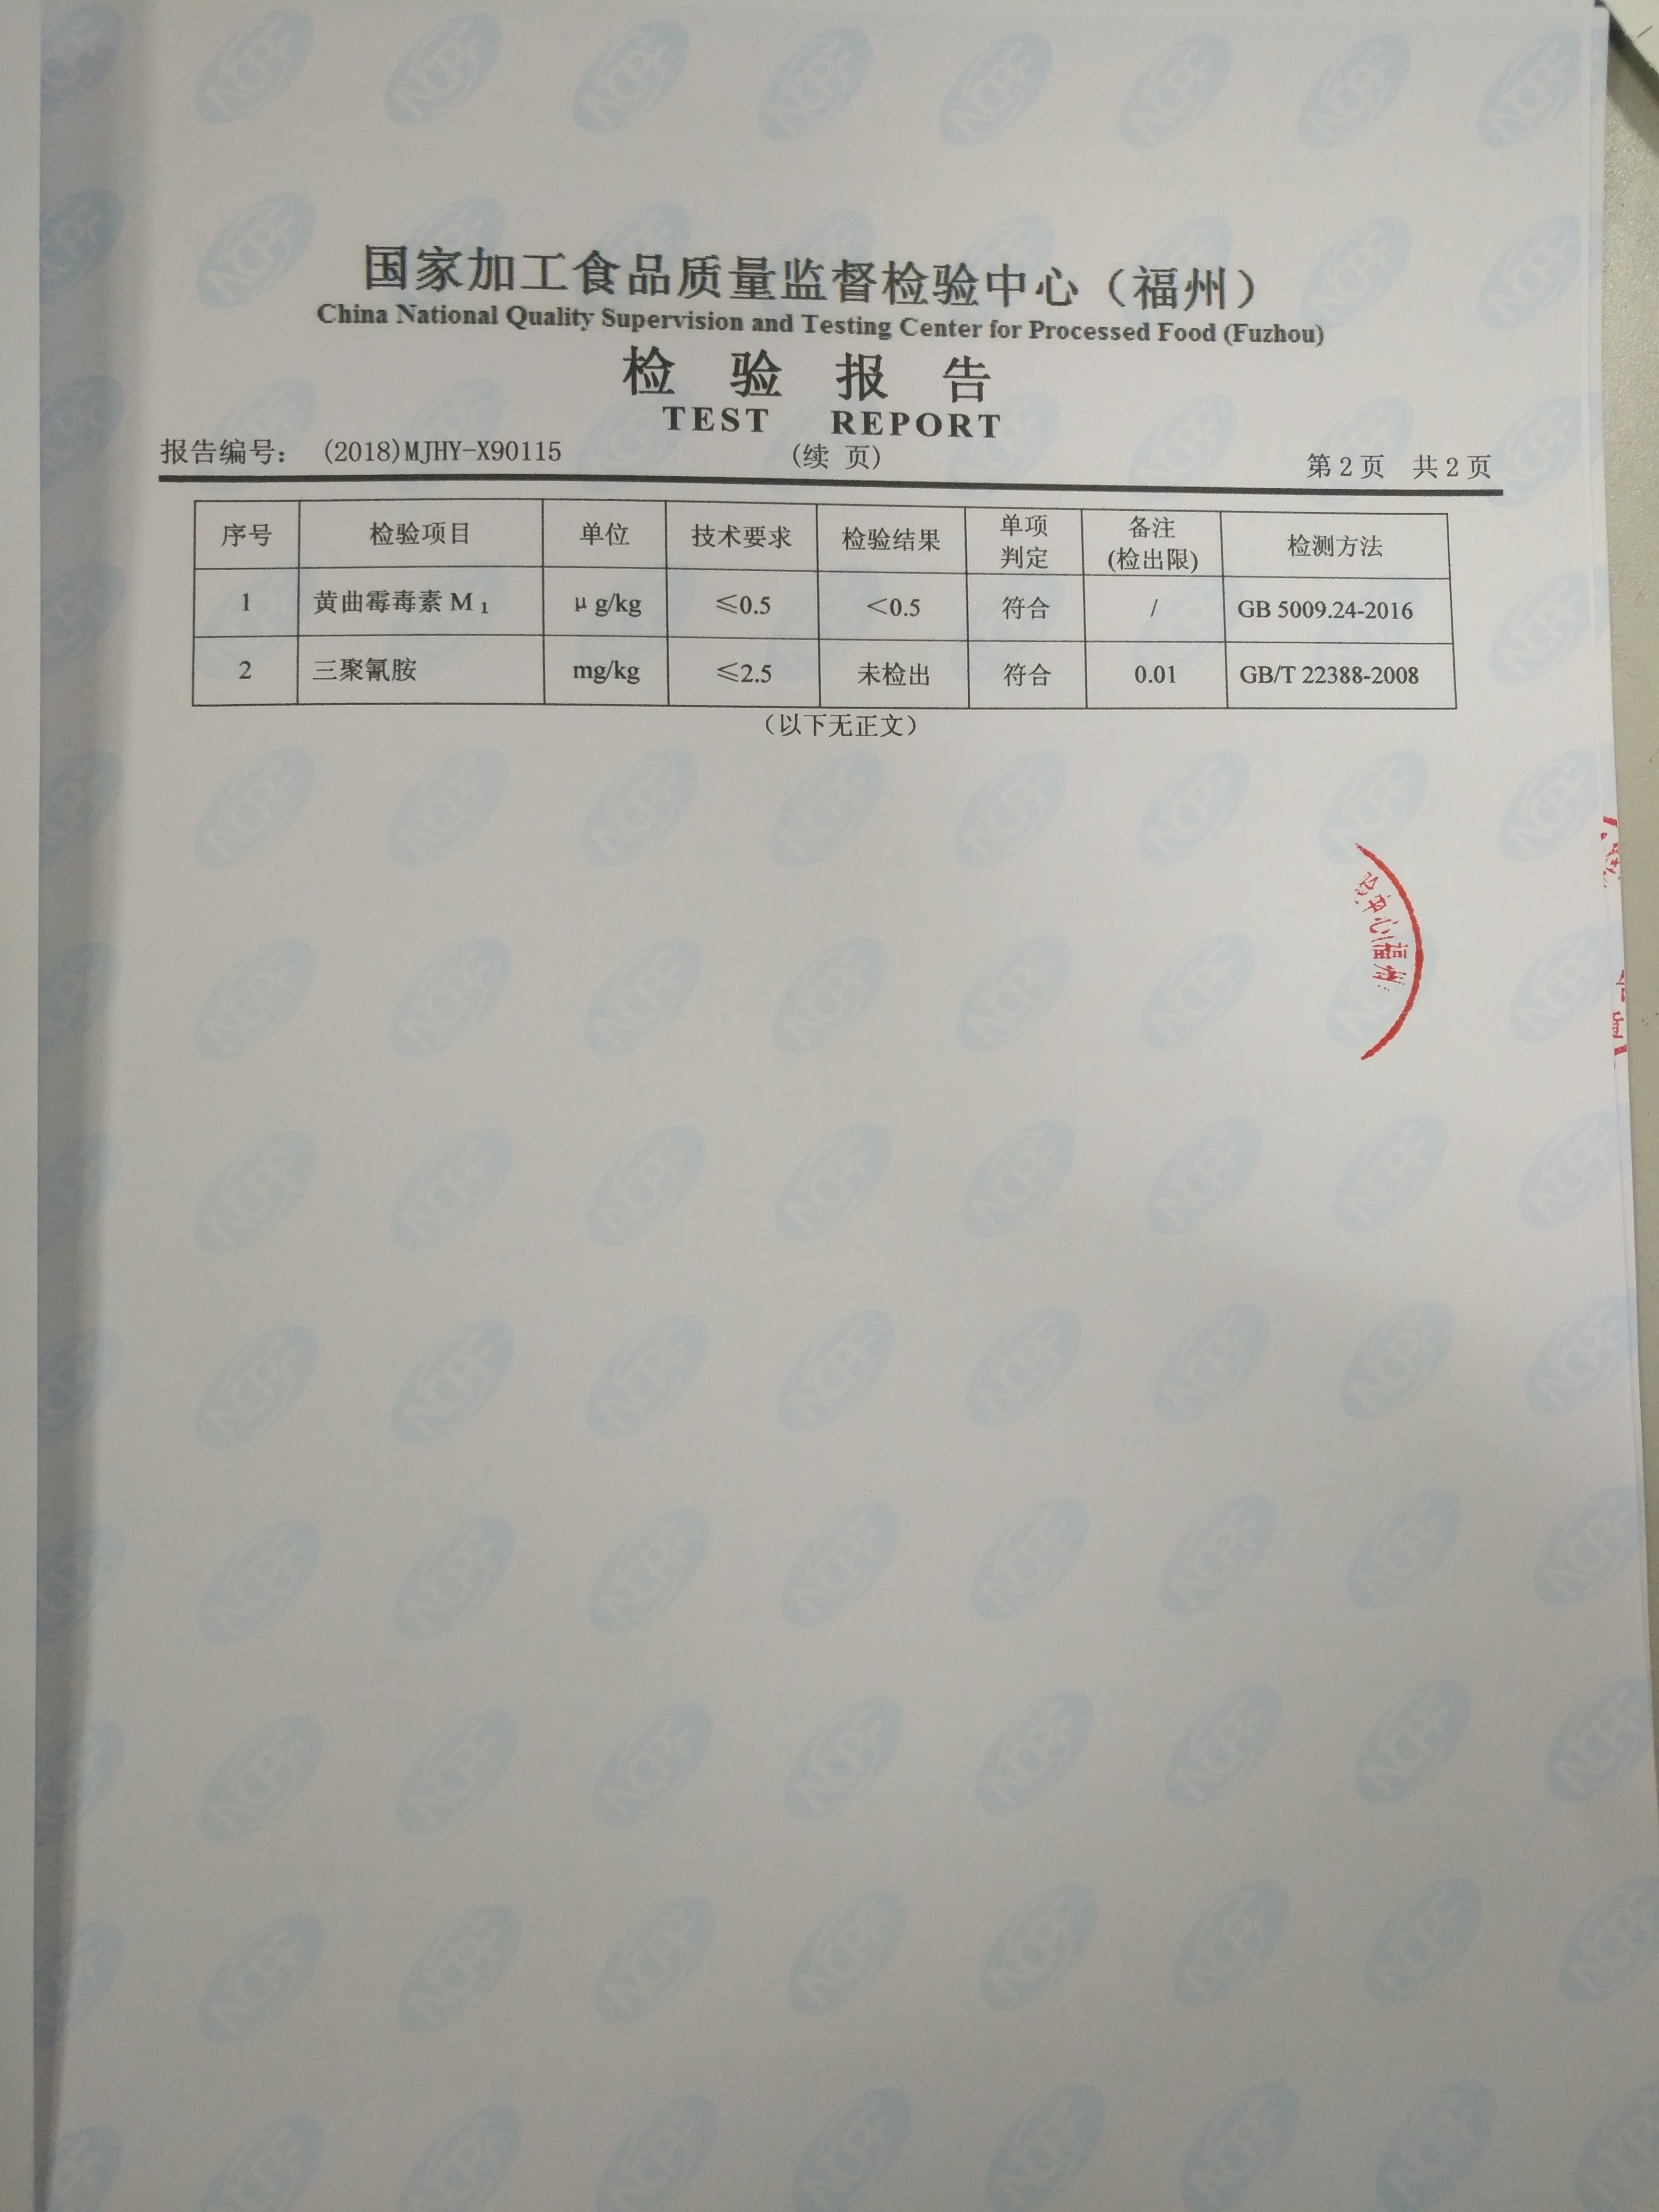 国家加工食品质量监督检验中心（福州）
China National Quality Supervision and Testing Center for Processed Food (Fuzhou)
检 验 报 告
TEST REPORT
报告编号： (2018)MJHY-X90115 (续 页) 第 2 页 共 2 页
序号 检验项目 单位 技术要求 检验结果 单项判定 备注(检出限) 检测方法
1 黄曲霉毒素 M₁ μg/kg ≤0.5 <0.5 符合 / GB 5009.24-2016
2 三聚氰胺 mg/kg ≤2.5 未检出 符合 0.01 GB/T 22388-2008
（以下无正文）
中心(福州
NCPF